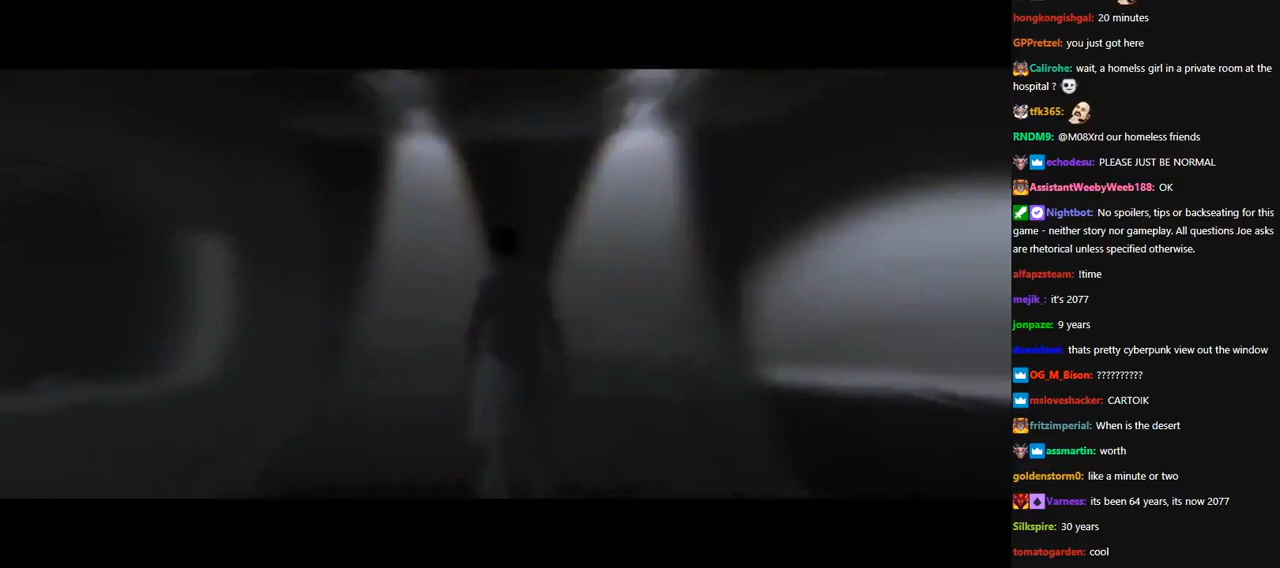 hongkongishgal: 20 minutes
GPPretzel: you just got here
Calirohe: wait, a homelss girl in a private room at the
hospital ?
tfk365:
RNDM9: @M08Xrd our homeless friends
echodesu: PLEASE JUST BE NORMAL
AssistantWeebyWeeb188: OK
Nightbot: No spoilers, tips or backseating for this
game - neither story nor gameplay. All questions Joe asks
are rhetorical unless specified otherwise.
alfapzsteam: !time
mejik_: it's 2077
jonpaze: 9 years
thats pretty cyberpunk view out the window
OG_M_Bison: ??????????
msloveshacker: CARTOIK
fritzimperial: When is the desert
assmartin: worth
goldenstorm0: like a minute or two
Varness: its been 64 years, its now 2077
Silkspire: 30 years
tomatogarden: cool